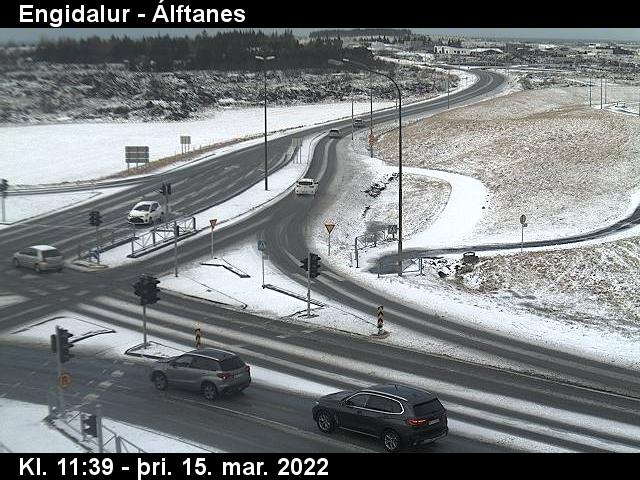 Engidalur - Álftanes
Kl. 11:39 - þri. 15. mar. 2022